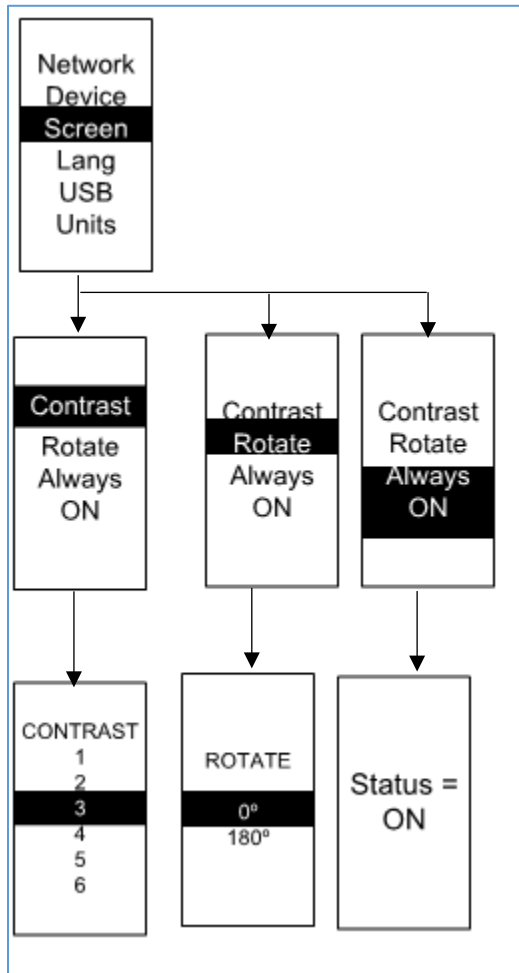 Network
Device
Screen
Lang
USB
Units
Contrast
Rotate
Always
ON
Contrast
Rotate
Always
ON
Contrast
Rotate
Always
ON
CONTRAST
1
2
3
4
5
6
ROTATE
0º
180º
Status =
ON